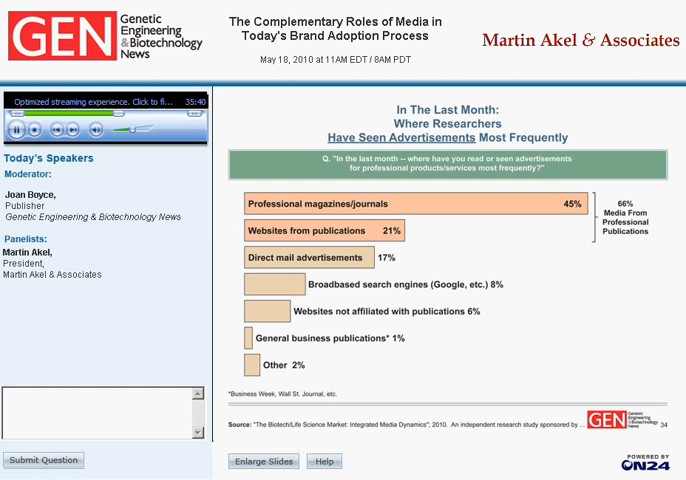 GEN Genetic
Engineering
& Biotechnology
News
The Complementary Roles of Media in
Today's Brand Adoption Process
May 18, 2010 at 11AM EDT / 8AM PDT
Martin Akel & Associates
Optimized streaming experience. Click to fi... 35:40
Today's Speakers
Moderator:
Joan Boyce,
Publisher
Genetic Engineering & Biotechnology News
Panelists:
Martin Akel,
President,
Martin Akel & Associates
Submit Question
In The Last Month:
Where Researchers
Have Seen Advertisements Most Frequently
Q. "In the last month -- where have you read or seen advertisements
for professional products/services most frequently?"
Professional magazines/journals 45%
Websites from publications 21%
66%
Media From
Professional
Publications
Direct mail advertisements 17%
Broadbased search engines (Google, etc.) 8%
Websites not affiliated with publications 6%
General business publications* 1%
Other 2%
*Business Week, Wall St. Journal, etc.
Source: "The Biotech/Life Science Market: Integrated Media Dynamics"; 2010. An independent research study sponsored by ...
GEN Genetic
Engineering
& Biotechnology
News
34
Enlarge Slides
Help
POWERED BY
ON24